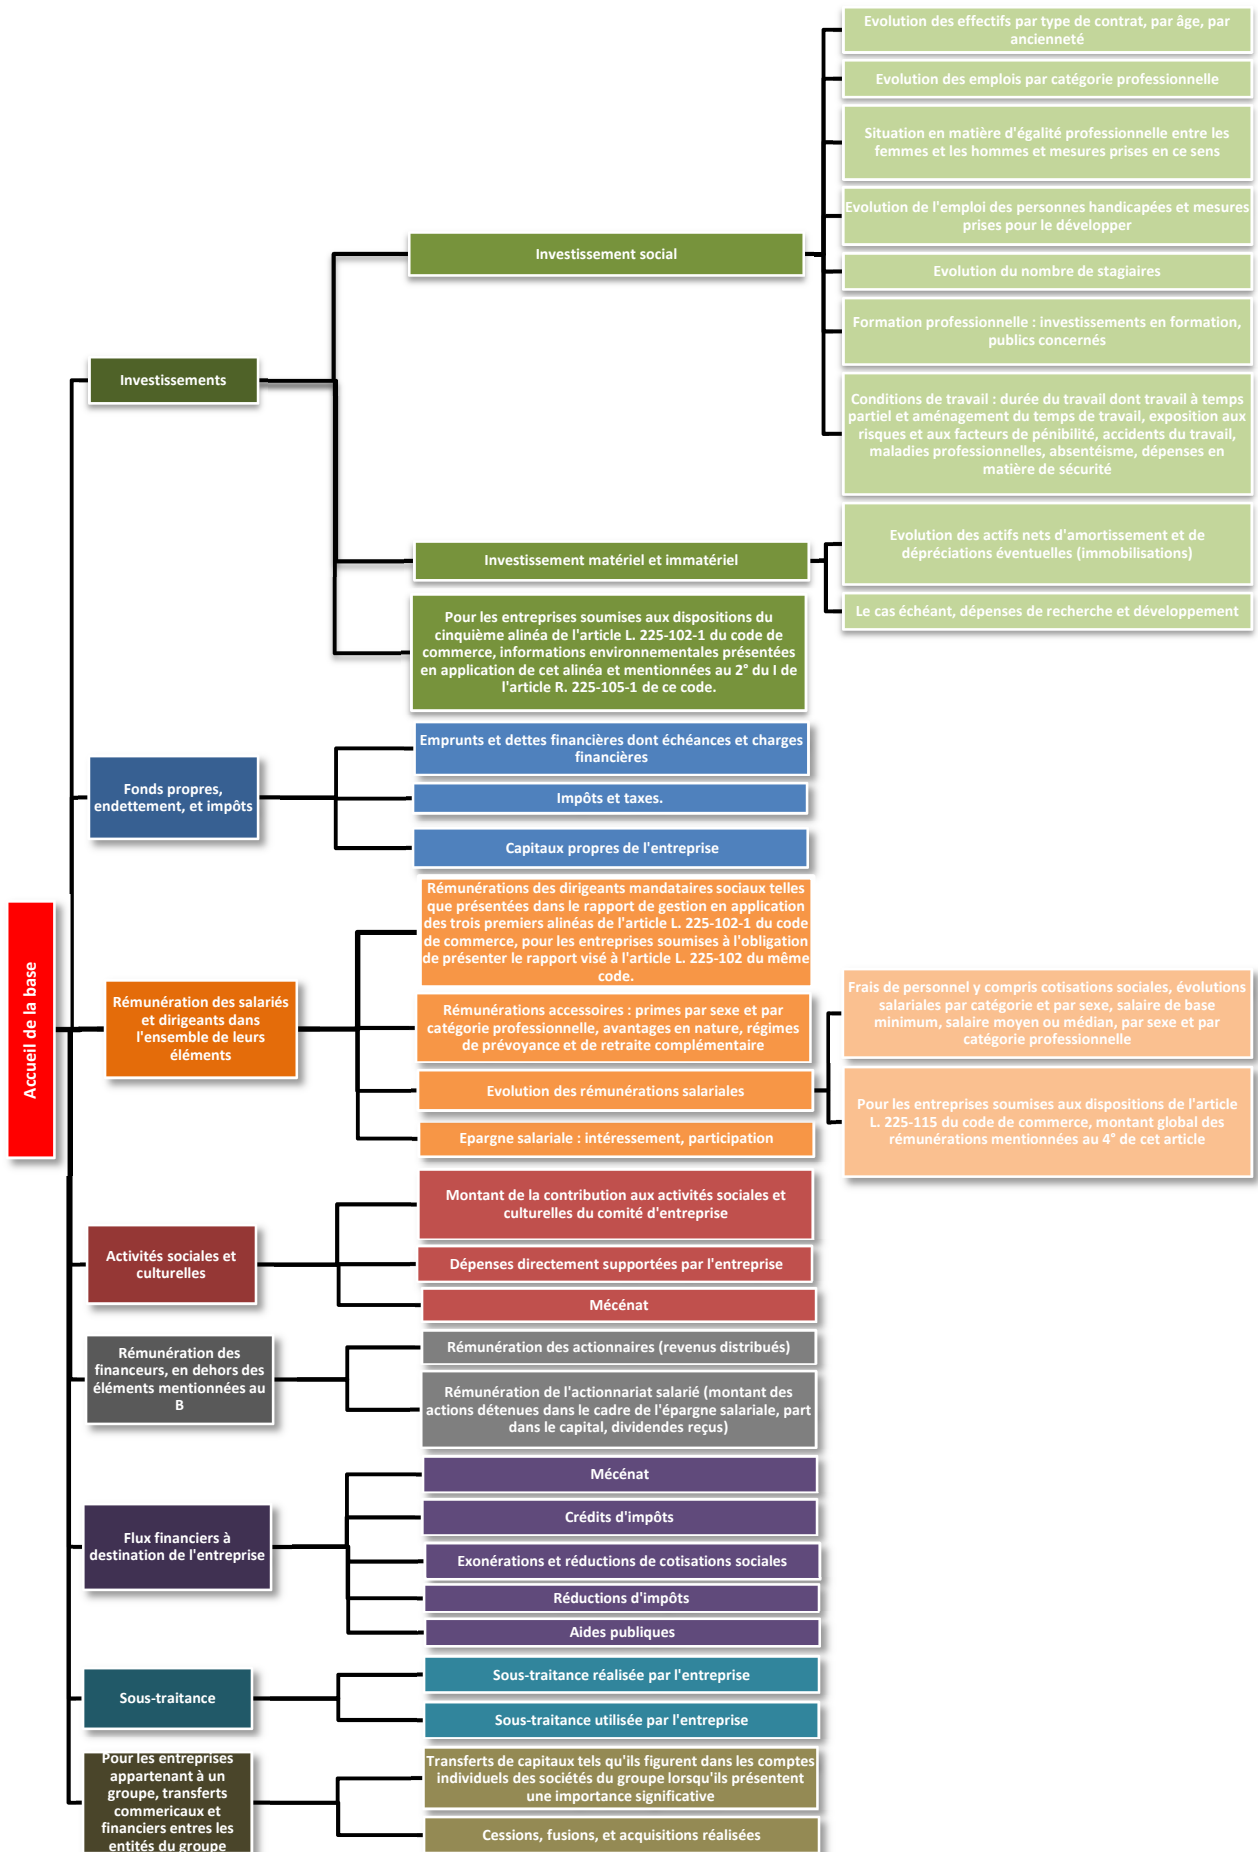 Accueil de la base
Investissements
Investissement social
Evolution des effectifs par type de contrat, par âge, par
ancienneté
Evolution des emplois par catégorie professionnelle
Situation en matière d'égalité professionnelle entre les
femmes et les hommes et mesures prises en ce sens
Evolution de l'emploi des personnes handicapées et mesures
prises pour le développer
Evolution du nombre de stagiaires
Formation professionnelle : investissements en formation,
publics concernés
Conditions de travail : durée du travail dont travail à temps
partiel et aménagement du temps de travail, exposition aux
risques et aux facteurs de pénibilité, accidents du travail,
maladies professionnelles, absentéisme, dépenses en
matière de sécurité
Investissement matériel et immatériel
Evolution des actifs nets d'amortissement et de
dépréciations éventuelles (immobilisations)
Le cas échéant, dépenses de recherche et développement
Pour les entreprises soumises aux dispositions du
cinquième alinéa de l'article L. 225-102-1 du code de
commerce, informations environnementales présentées
en application de cet alinéa et mentionnées au 2° du I de
l'article R. 225-105-1 de ce code.
Fonds propres,
endettement, et impôts
Emprunts et dettes financières dont échéances et charges
financières
Impôts et taxes.
Capitaux propres de l'entreprise
Rémunération des salariés
et dirigeants dans
l'ensemble de leurs
éléments
Rémunérations des dirigeants mandataires sociaux telles
que présentées dans le rapport de gestion en application
des trois premiers alinéas de l'article L. 225-102-1 du code
de commerce, pour les entreprises soumises à l'obligation
de présenter le rapport visé à l'article L. 225-102 du même
code.
Rémunérations accessoires : primes par sexe et par
catégorie professionnelle, avantages en nature, régimes
de prévoyance et de retraite complémentaire
Evolution des rémunérations salariales
Frais de personnel y compris cotisations sociales, évolutions
salariales par catégorie et par sexe, salaire de base
minimum, salaire moyen ou médian, par sexe et par
catégorie professionnelle
Pour les entreprises soumises aux dispositions de l'article
L. 225-115 du code de commerce, montant global des
rémunérations mentionnées au 4° de cet article
Epargne salariale : intéressement, participation
Activités sociales et
culturelles
Montant de la contribution aux activités sociales et
culturelles du comité d'entreprise
Dépenses directement supportées par l'entreprise
Mécénat
Rémunération des
financeurs, en dehors des
éléments mentionnées au
B
Rémunération des actionnaires (revenus distribués)
Rémunération de l'actionnariat salarié (montant des
actions détenues dans le cadre de l'épargne salariale, part
dans le capital, dividendes reçus)
Flux financiers à
destination de l'entreprise
Mécénat
Crédits d'impôts
Exonérations et réductions de cotisations sociales
Réductions d'impôts
Aides publiques
Sous-traitance
Sous-traitance réalisée par l'entreprise
Sous-traitance utilisée par l'entreprise
Pour les entreprises
appartenant à un
groupe, transferts
commericaux et
financiers entres les
entités du groupe
Transferts de capitaux tels qu'ils figurent dans les comptes
individuels des sociétés du groupe lorsqu'ils présentent
une importance significative
Cessions, fusions, et acquisitions réalisées